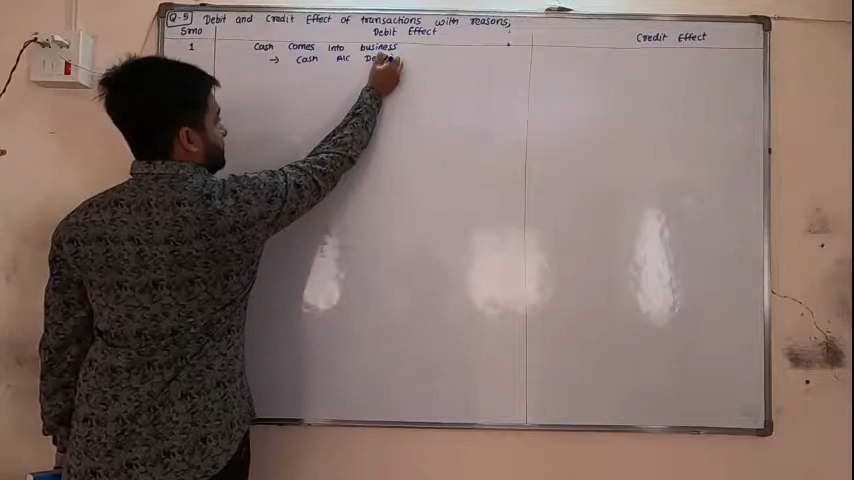 Q-5 Debit and Credit Effect of transactions with reasons;
Srno Debit Effect Credit Effect
1 Cash comes into business
→ Cash A/C